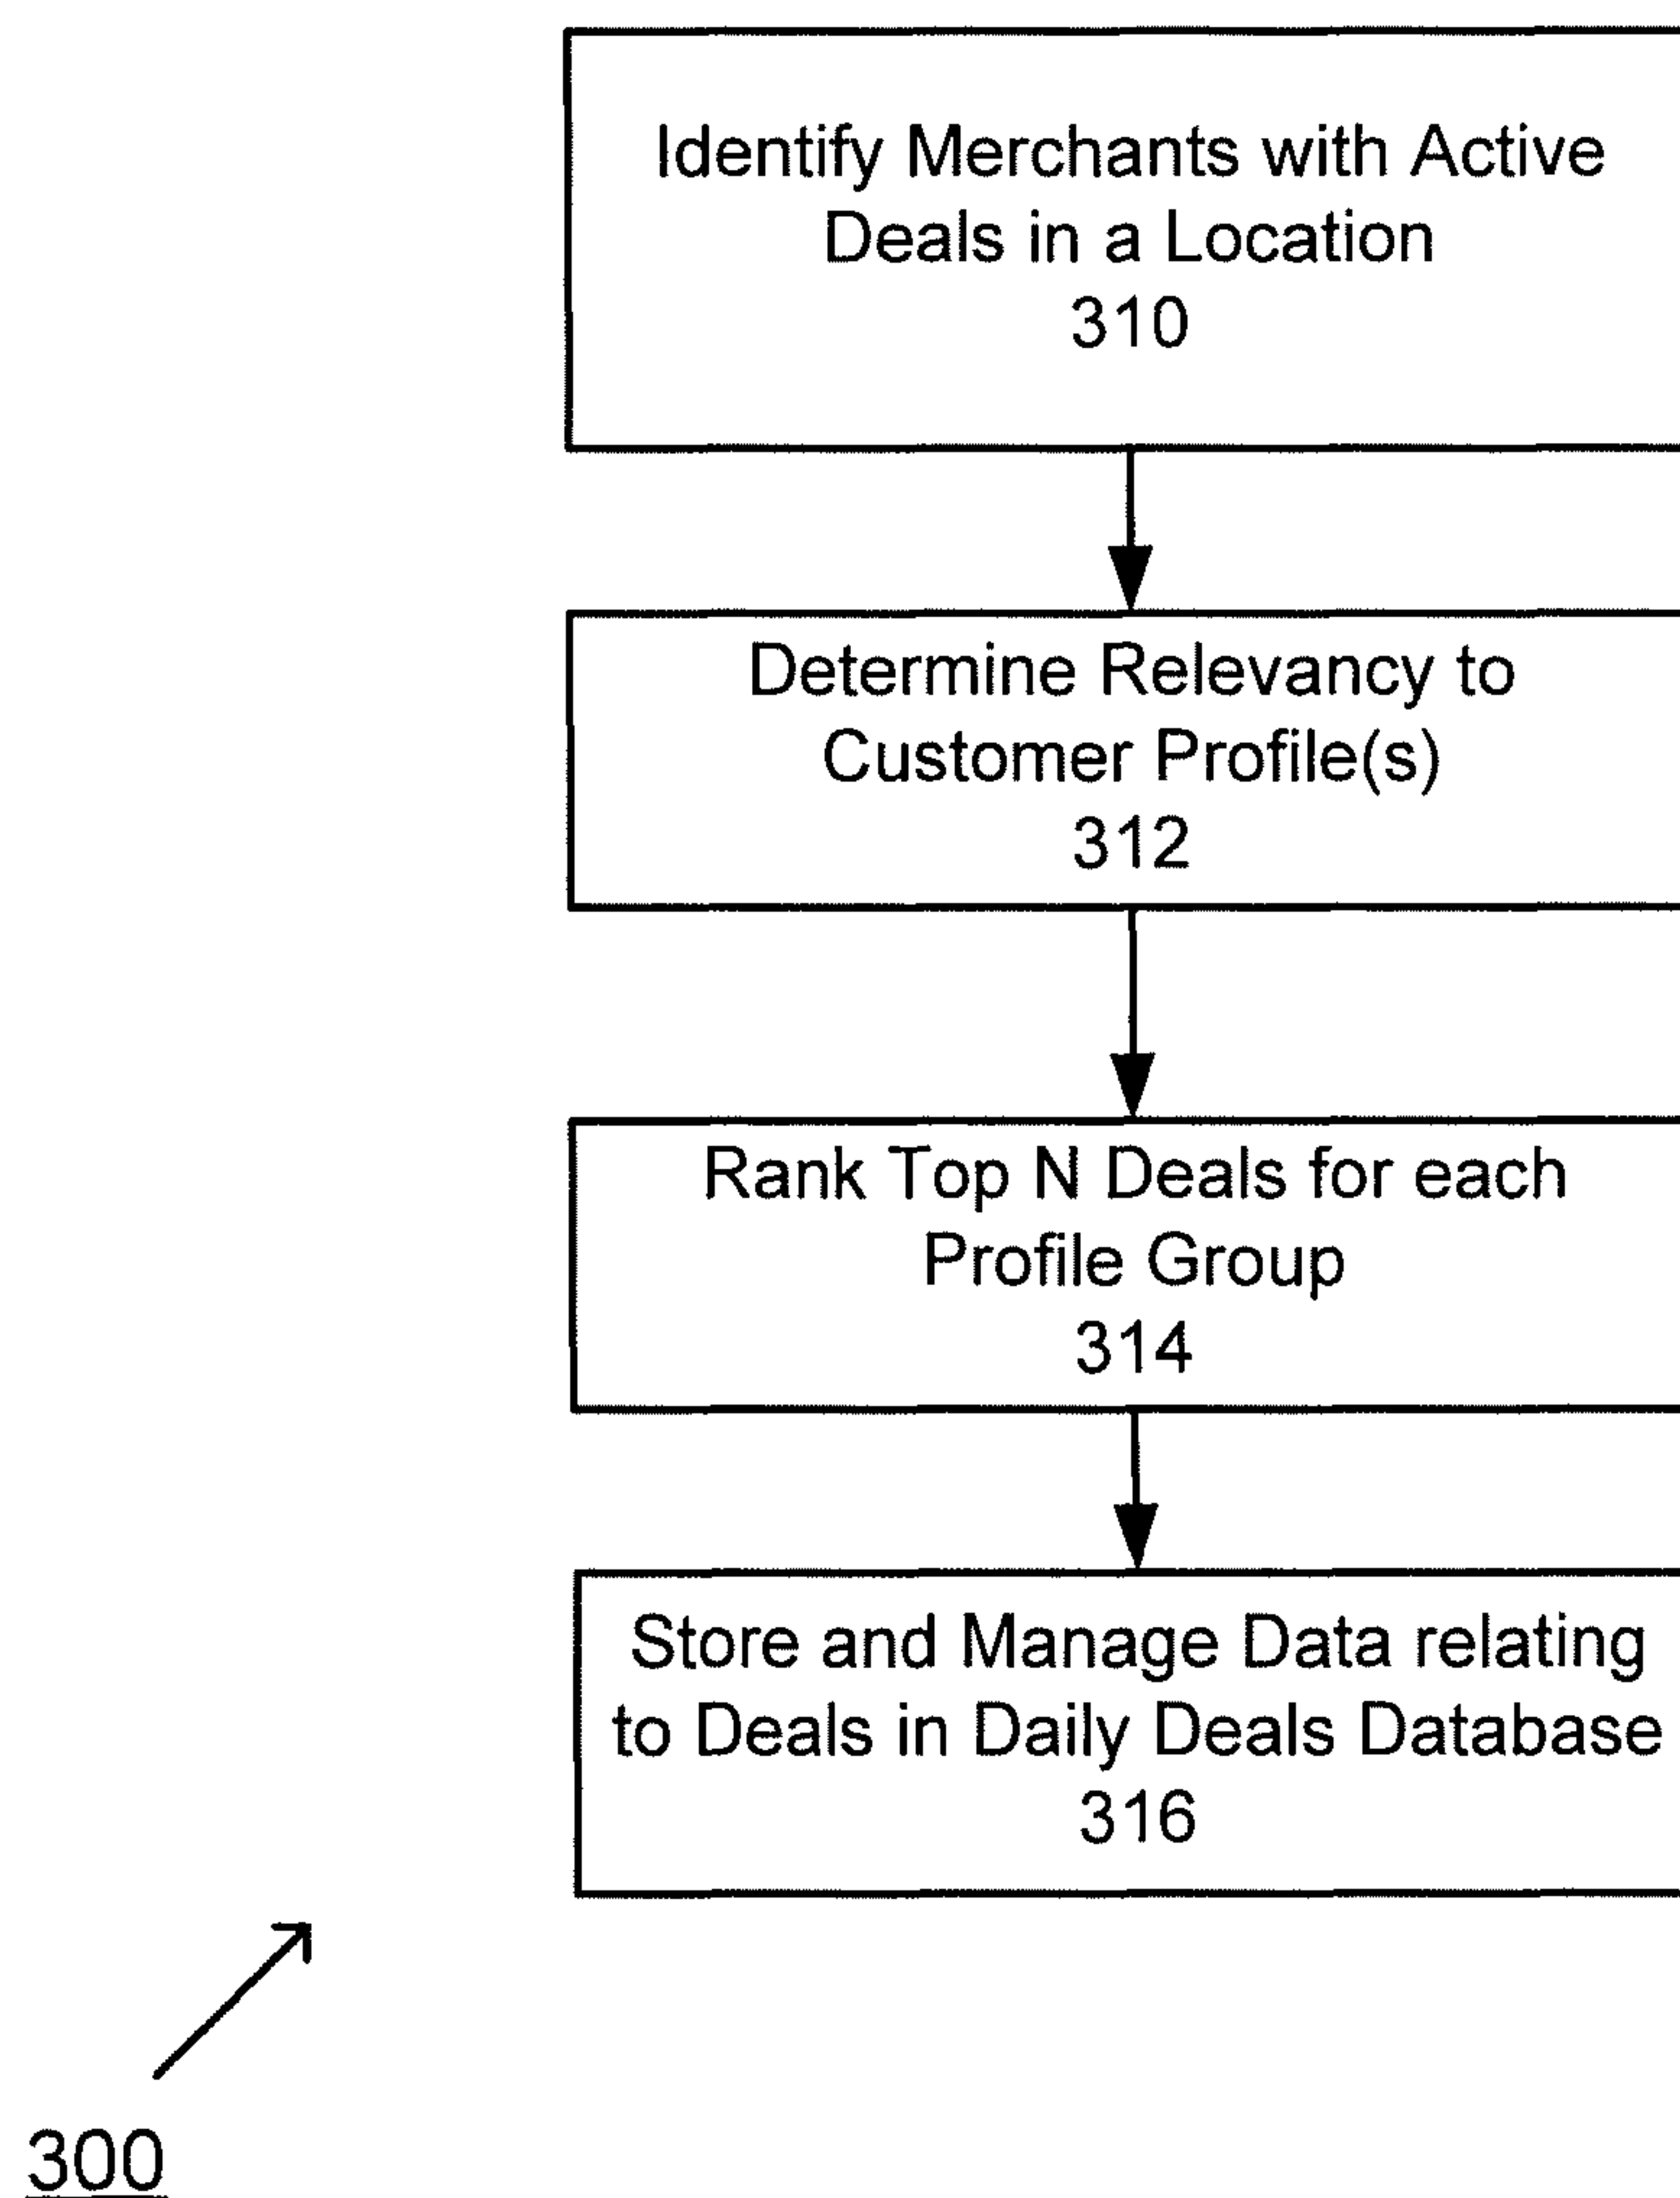 Identify Merchants with Active
Deals in a Location
310
Determine Relevancy to
Customer Profile(s)
312
Rank Top N Deals for each
Profile Group
314
Store and Manage Data relating
to Deals in Daily Deals Database
316
300